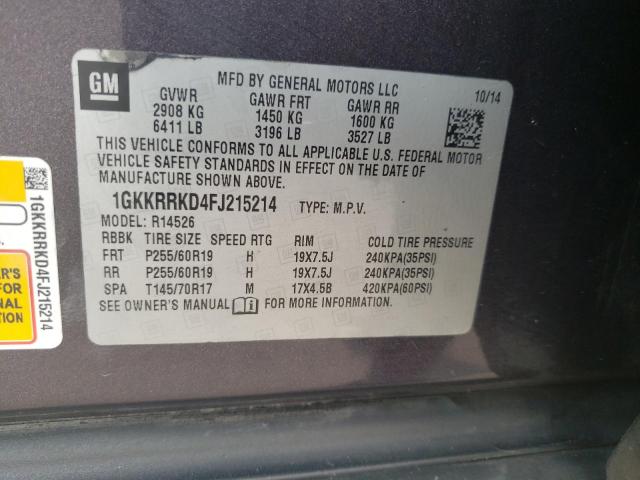 GM
MFD BY GENERAL MOTORS LLC
10/14
GVWR GAWR FRT GAWR RR
2908 KG 1450 KG 1600 KG
6411 LB 3196 LB 3527 LB
THIS VEHICLE CONFORMS TO ALL APPLICABLE U.S. FEDERAL MOTOR
VEHICLE SAFETY STANDARDS IN EFFECT ON THE DATE OF
MANUFACTURE SHOWN ABOVE.
1GKKRRKD4FJ215214 TYPE: M.P.V.
MODEL: R14526
RBBK TIRE SIZE SPEED RTG RIM COLD TIRE PRESSURE
FRT P255/60R19 H 19X7.5J 240KPA(35PSI)
RR P255/60R19 H 19X7.5J 240KPA(35PSI)
SPA T145/70R17 M 17X4.5B 420KPA(60PSI)
SEE OWNER'S MANUAL FOR MORE INFORMATION.
1GKKRRKD4FJ215214
ER'S
FOR
NAL
TION